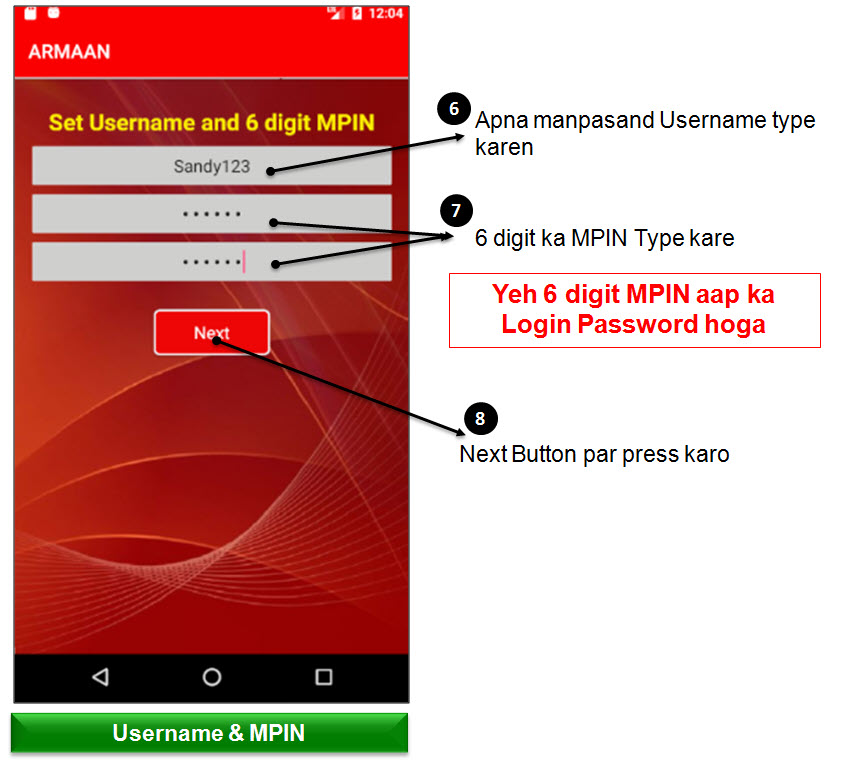 12:04
ARMAAN
Set Username and 6 digit MPIN
Sandy123
Next
6
Apna manpasand Username type
karen
7
6 digit ka MPIN Type kare
Yeh 6 digit MPIN aap ka
Login Password hoga
8
Next Button par press karo
Username & MPIN